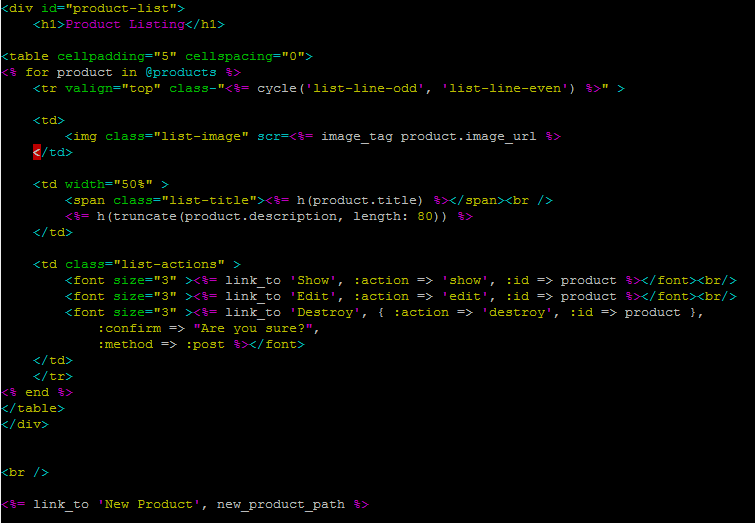 <div id="product-list">
    <h1>Product Listing</h1>

<table cellpadding="5" cellspacing="0">
<% for product in @products %>
    <tr valign="top" class-"<%= cycle('list-line-odd', 'list-line-even') %>" >

    <td>
        <img class="list-image" scr=<%= image_tag product.image_url %>
    </td>

    <td width="50%" >
        <span class="list-title"><%= h(product.title) %></span><br />
        <%= h(truncate(product.description, length: 80)) %>
    </td>

    <td class="list-actions" >
        <font size="3" ><%= link_to 'Show', :action => 'show', :id => product %></font><br/>
        <font size="3" ><%= link_to 'Edit', :action => 'edit', :id => product %></font><br/>
        <font size="3" ><%= link_to 'Destroy', { :action => 'destroy', :id => product },
            :confirm => "Are you sure?",
            :method => :post %></font>
    </td>
    </tr>
<% end %>
</table>
</div>


<br />

<%= link_to 'New Product', new_product_path %>